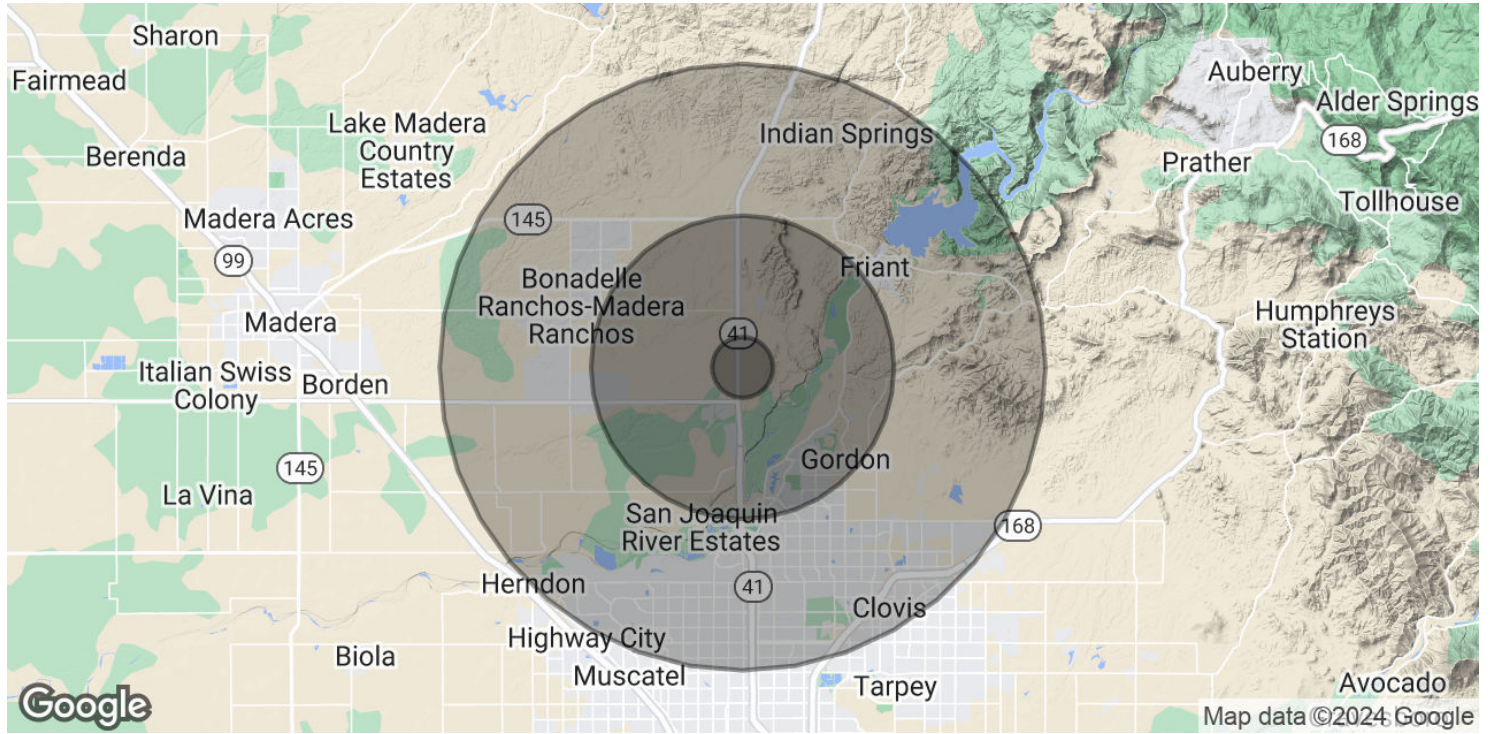 Sharon
Fairmead
Auberry
Alder Springs
Lake Madera
Country
Estates
Indian Springs
168
Berenda
Prather
Tollhouse
Madera Acres
145
99
Friant
Bonadelle
Ranchos-Madera
Ranchos
Humphreys
Station
Madera
41
Italian Swiss
Colony
Borden
Gordon
145
La Vina
San Joaquin
River Estates
168
Herndon
41
Clovis
Highway City
Biola
Muscatel
Tarpey
Avocado
Google
Map data ©2024 Google